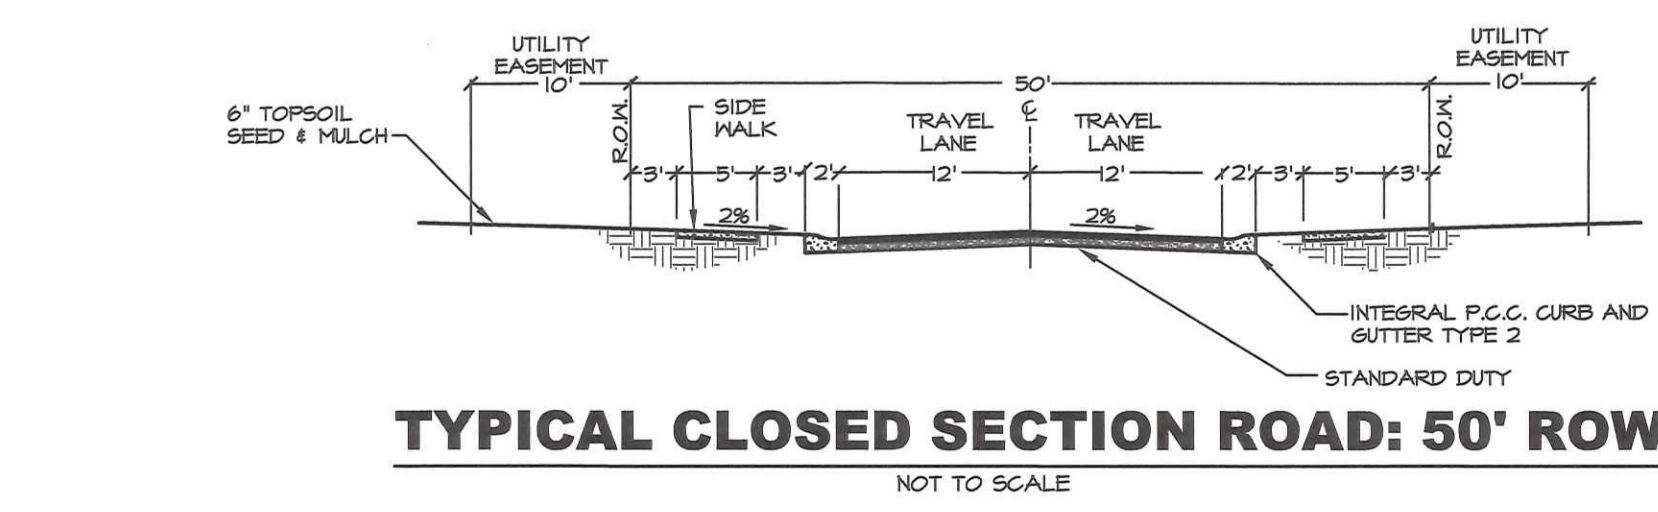 UTILITY
EASEMENT
10'
50'
UTILITY
EASEMENT
10'
6" TOPSOIL
SEED & MULCH
R.O.W.
SIDE
WALK
TRAVEL
LANE
℄
TRAVEL
LANE
R.O.W.
3' 5' 3' 2' 12' 12' 2' 3' 5' 3'
2%
2%
INTEGRAL P.C.C. CURB AND
GUTTER TYPE 2
STANDARD DUTY
TYPICAL CLOSED SECTION ROAD: 50' ROW
NOT TO SCALE